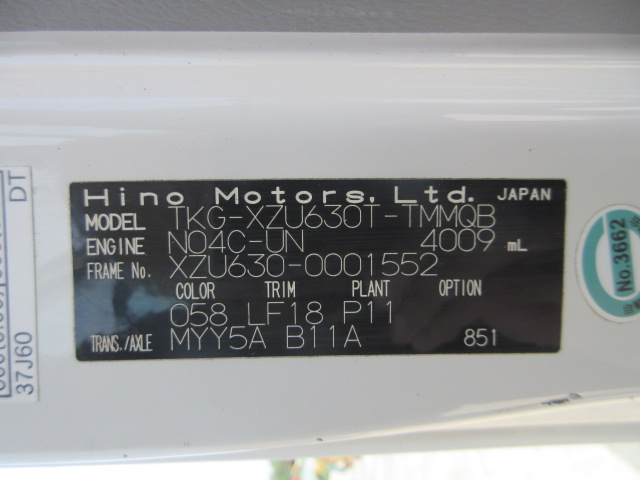 Hino Motors, Ltd. JAPAN
MODEL TKG-XZU630T-TMMQB
ENGINE N04C-UN 4009 mL
FRAME No. XZU630-0001552
COLOR TRIM PLANT OPTION
058 LF18 P11
TRANS./AXLE MYY5A B11A 851
No.3662
DT
37J60